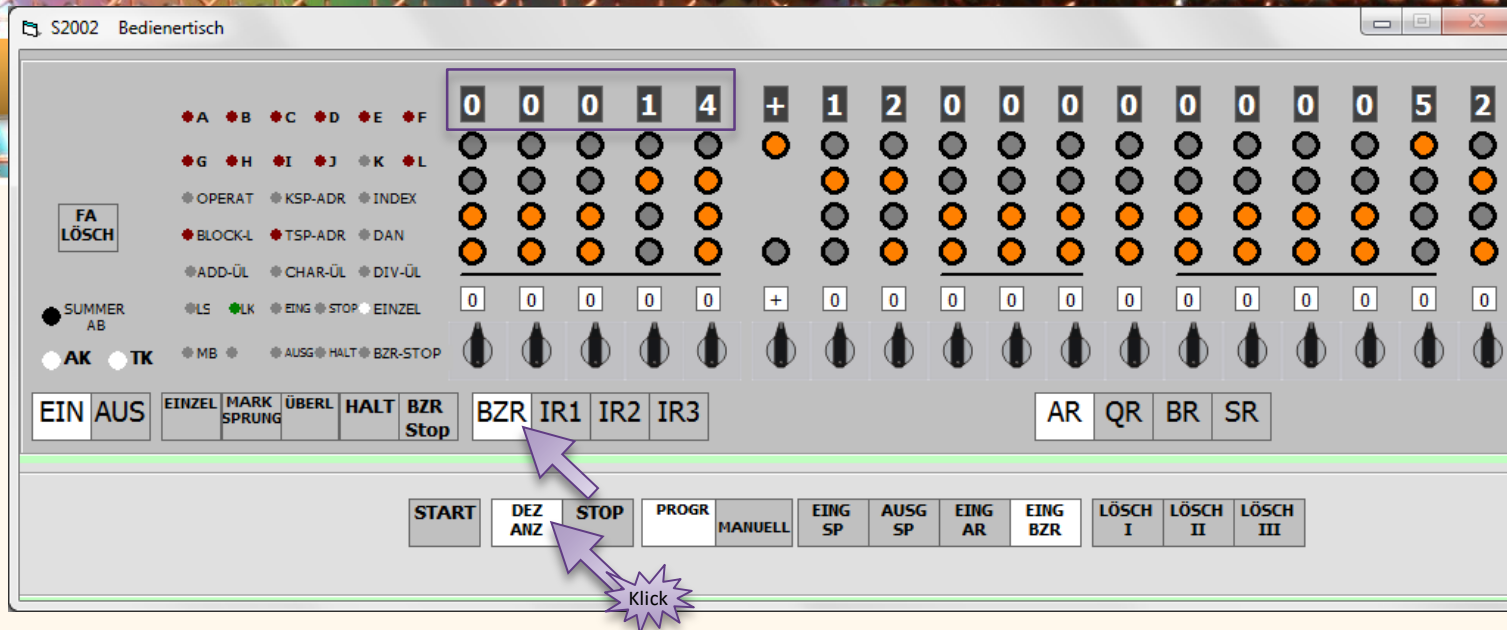 S2002 Bedienertisch
0 0 0 1 4 + 1 2 0 0 0 0 0 0 0 0 5 2
A B C D E F
G H I J K L
OPERAT KSP-ADR INDEX
FA
LÖSCH
BLOCK-L TSP-ADR DAN
ADD-ÜL CHAR-ÜL DIV-ÜL
0 0 0 0 0 + 0 0 0 0 0 0 0 0 0 0 0 0
SUMMER
AB
LS LK EING STOP EINZEL
AK TK
MB AUSG HALT BZR-STOP
EIN AUS
EINZEL
MARK
SPRUNG
ÜBERL
HALT
BZR
Stop
BZR IR1 IR2 IR3
AR QR BR SR
START
DEZ
ANZ
STOP
PROGR
MANUELL
EING
SP
AUSG
SP
EING
AR
EING
BZR
LÖSCH
I
LÖSCH
II
LÖSCH
III
Klick